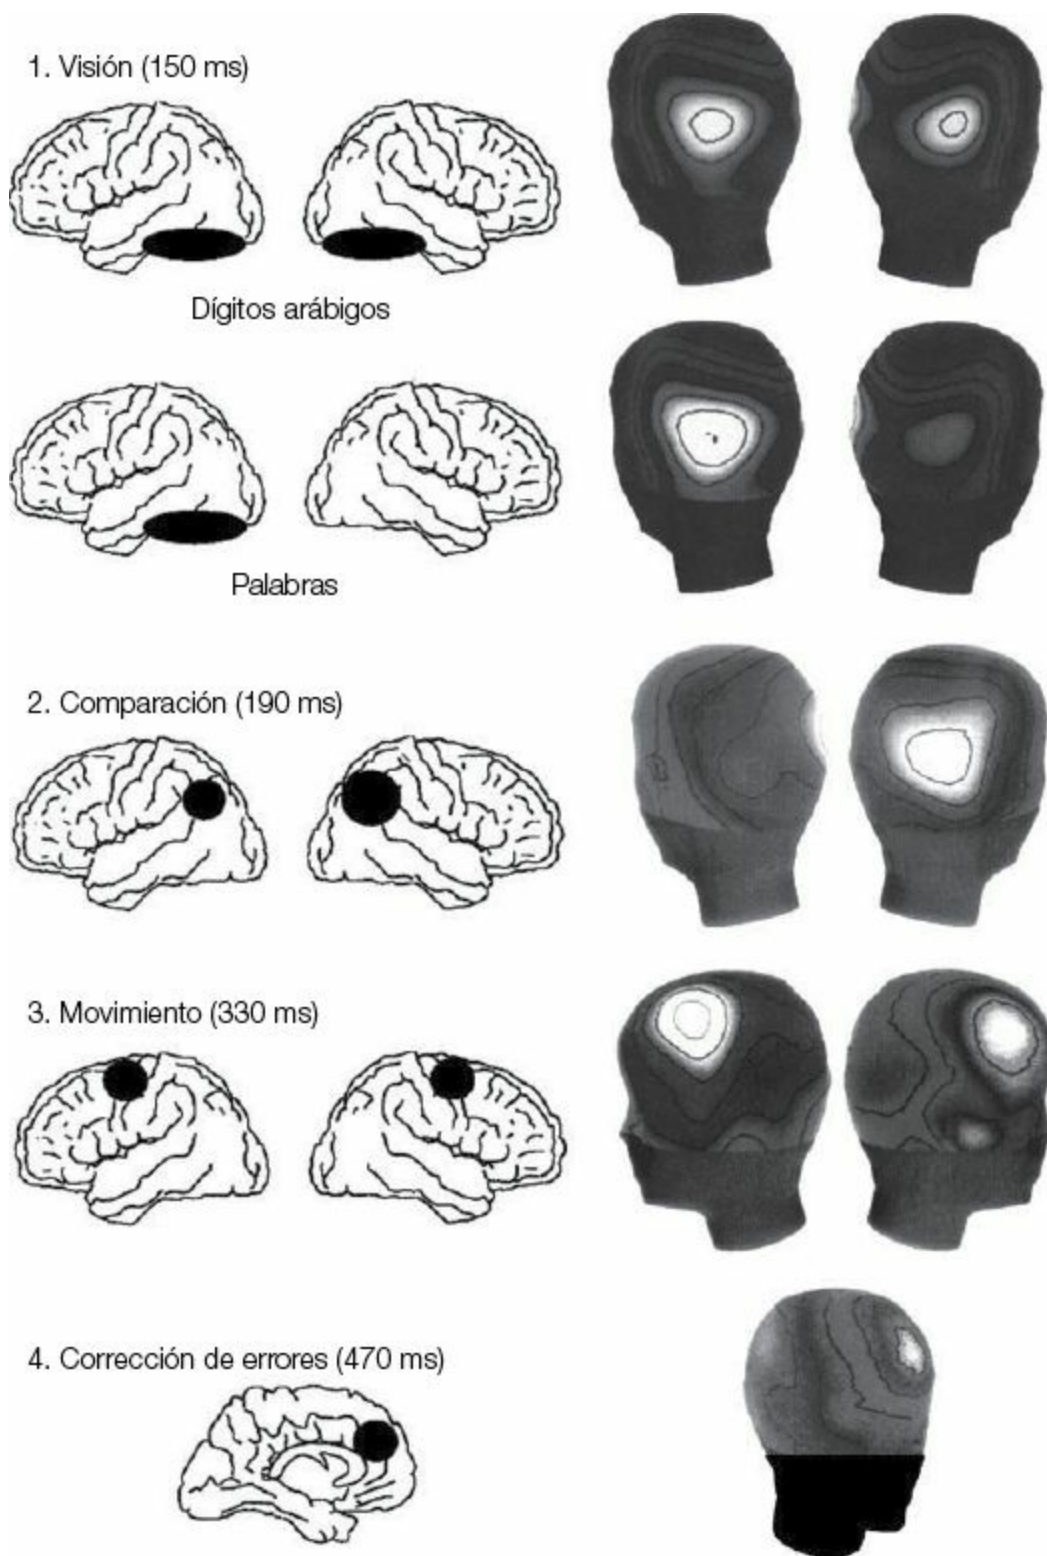 1. Visión (150 ms)
Dígitos arábigos
Palabras
2. Comparación (190 ms)
3. Movimiento (330 ms)
4. Corrección de errores (470 ms)